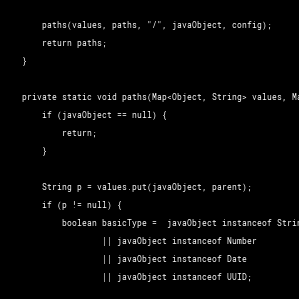 paths(values, paths, "/", javaObject, config);
return paths;
}
private static void paths(Map<Object, String> values, Ma
if (javaObject == null) {
return;
}
String p = values.put(javaObject, parent);
if (p != null) {
boolean basicType =  javaObject instanceof Strin
|| javaObject instanceof Number
|| javaObject instanceof Date
|| javaObject instanceof UUID;